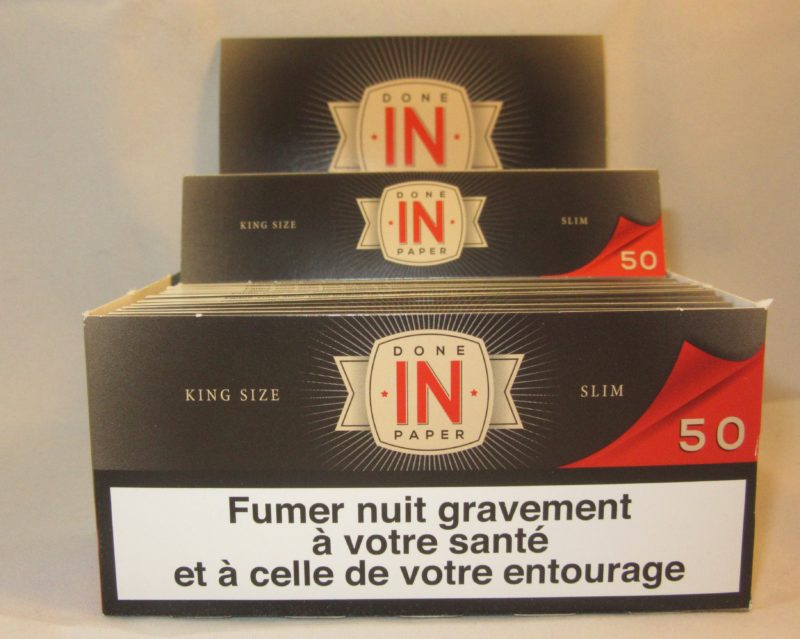 DONE
IN
KING SIZE
DONE
IN
PAPER
SLIM
50
KING SIZE
DONE
IN
PAPER
SLIM
50
Fumer nuit gravement
à votre santé
et à celle de votre entourage